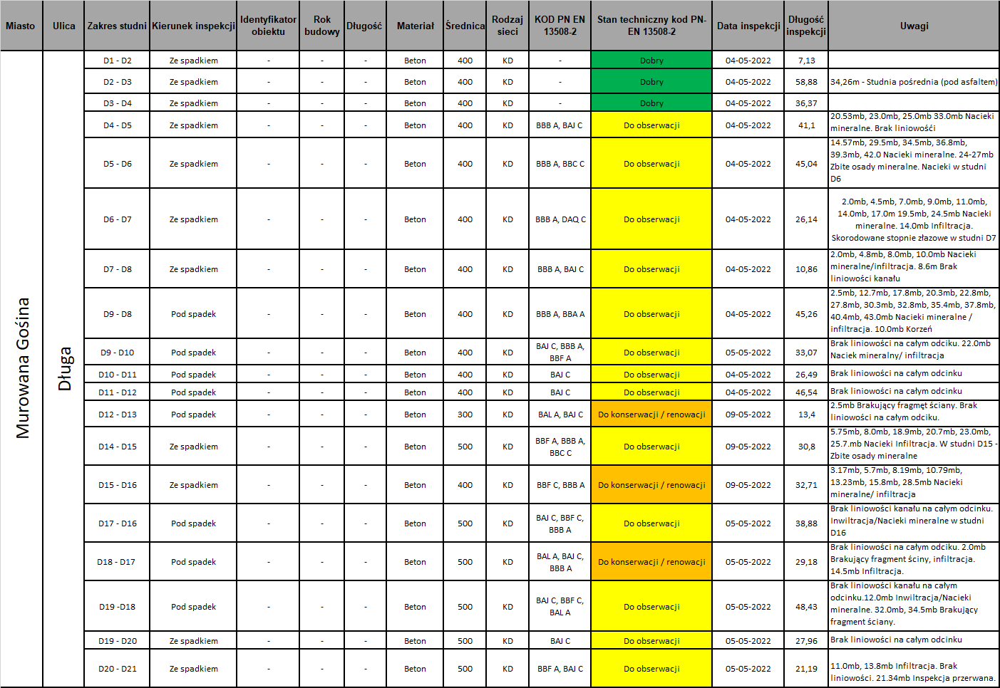 Miasto Ulica Zakres studni Kierunek inspekcji Identyfikator obiektu Rok budowy Długość Materiał Średnica Rodzaj sieci KOD PN EN 13508-2 Stan techniczny kod PN-EN 13508-2 Data inspekcji Długość inspekcji Uwagi
Murowana Gośina
Długa
D1 - D2 Ze spadkiem - - - Beton 400 KD - Dobry 04-05-2022 7,13
D2 - D3 Ze spadkiem - - - Beton 400 KD - Dobry 04-05-2022 58,88 34,26m - Studnia pośrednia (pod asfaltem)
D3 - D4 Ze spadkiem - - - Beton 400 KD - Dobry 04-05-2022 36,37
D4 - D5 Ze spadkiem - - - Beton 400 KD BBB A, BAJ C Do obserwacji 04-05-2022 41,1 20.53mb, 23.0mb, 25.0mb 33.0mb Nacieki
mineralne. Brak liniowośći
D5 - D6 Ze spadkiem - - - Beton 400 KD BBB A, BBC C Do obserwacji 04-05-2022 45,04 14.57mb, 29.5mb, 34.5mb, 36.8mb,
39.3mb, 42.0 Nacieki mineralne. 24-27mb
Zbite osady mineralne. Nacieki w studni
D6
D6 - D7 Ze spadkiem - - - Beton 400 KD BBB A, DAQ C Do obserwacji 04-05-2022 26,14 2.0mb, 4.5mb, 7.0mb, 9.0mb, 11.0mb,
14.0mb, 17.0m 19.5mb, 24.5mb Nacieki
mineralne. 14.0mb Infiltracja.
Skorodowane stopnie złazowe w studni D7
D7 - D8 Ze spadkiem - - - Beton 400 KD BBB A, BAJ C Do obserwacji 04-05-2022 10,86 2.0mb, 4.8mb, 8.0mb, 10.0mb Nacieki
mineralne/infiltracja. 8.6m Brak
liniowości kanału
D9 - D8 Pod spadek - - - Beton 400 KD BBB A, BBA A Do obserwacji 04-05-2022 45,26 2.5mb, 12.7mb, 17.8mb, 20.3mb, 22.8mb,
27.8mb, 30.3mb, 32.8mb, 35.4mb, 37.8mb,
40.4mb, 43.0mb Nacieki mineralne /
infiltracja. 10.0mb Korzeń
D9 - D10 Pod spadek - - - Beton 400 KD BAJ C, BBB A, BBF A Do obserwacji 05-05-2022 33,07 Brak liniowości na całym odciku. 22.0mb
Naciek mineralny/ infiltracja
D10 - D11 Pod spadek - - - Beton 400 KD BAJ C Do obserwacji 04-05-2022 26,49 Brak liniowości na całym odcinku
D11 - D12 Pod spadek - - - Beton 400 KD BAJ C Do obserwacji 04-05-2022 46,54 Brak liniowości na całym odcinku
D12 - D13 Pod spadek - - - Beton 300 KD BAL A, BAJ C Do konserwacji / renowacji 09-05-2022 13,4 2.5mb Brakujący fragmęt ściany. Brak
liniowości na całym odciku.
D14 - D15 Ze spadkiem - - - Beton 500 KD BBF A, BBB A, BBC C Do obserwacji 09-05-2022 30,8 5.75mb, 8.0mb, 18.9mb, 20.7mb, 23.0mb,
25.7.mb Nacieki Infiltracja. W studni D15 -
Zbite osady mineralne
D15 - D16 Ze spadkiem - - - Beton 400 KD BBF C, BBB A Do konserwacji / renowacji 09-05-2022 32,71 3.17mb, 5.7mb, 8.19mb, 10.79mb,
13.23mb, 15.8mb, 28.5mb Nacieki
mineralne/ infiltracja
D17 - D16 Pod spadek - - - Beton 500 KD BAJ C, BBF C, BBB A Do obserwacji 05-05-2022 38,88 Brak liniowości kanału na całym odcinku.
Inwiltracja/Nacieki mineralne w studni
D16
D18 - D17 Pod spadek - - - Beton 500 KD BAL A, BAJ C, BBB A Do konserwacji / renowacji 05-05-2022 29,18 Brak liniowości na całym odciku. 2.0mb
Brakujący fragment ściny, infiltracja.
14.5mb Infiltracja.
D19 -D18 Pod spadek - - - Beton 500 KD BAJ C, BBF C, BAL A Do obserwacji 05-05-2022 48,43 Brak liniowości kanału na całym
odcinku.12.0mb Inwiltracja/Nacieki
mineralne. 32.0mb, 34.5mb Brakujący
fragment ściany.
D19 - D20 Ze spadkiem - - - Beton 500 KD BAJ C Do obserwacji 05-05-2022 27,96 Brak liniowości na całym odcinku
D20 - D21 Ze spadkiem - - - Beton 500 KD BBF A, BAJ C Do obserwacji 05-05-2022 21,19 11.0mb, 13.8mb Infiltracja. Brak
liniowości. 21.34mb Inspekcja przerwana.